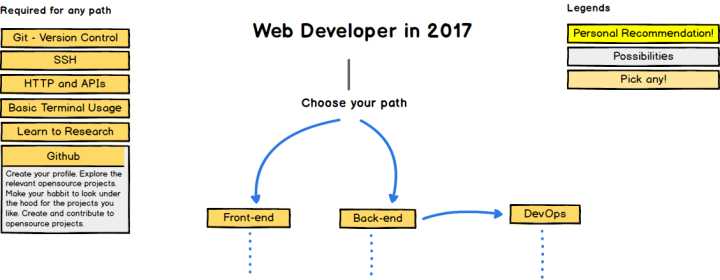 Required for any path
Git - Version Control
SSH
HTTP and APIs
Basic Terminal Usage
Learn to Research
Github
Create your profile. Explore the
relevant opensource projects.
Make your habbit to look under
the hood for the projects you
like. Create and contribute to
opensource projects.
Web Developer in 2017
Choose your path
Legends
Personal Recommendation!
Possibilities
Pick any!
Front-end
Back-end
DevOps